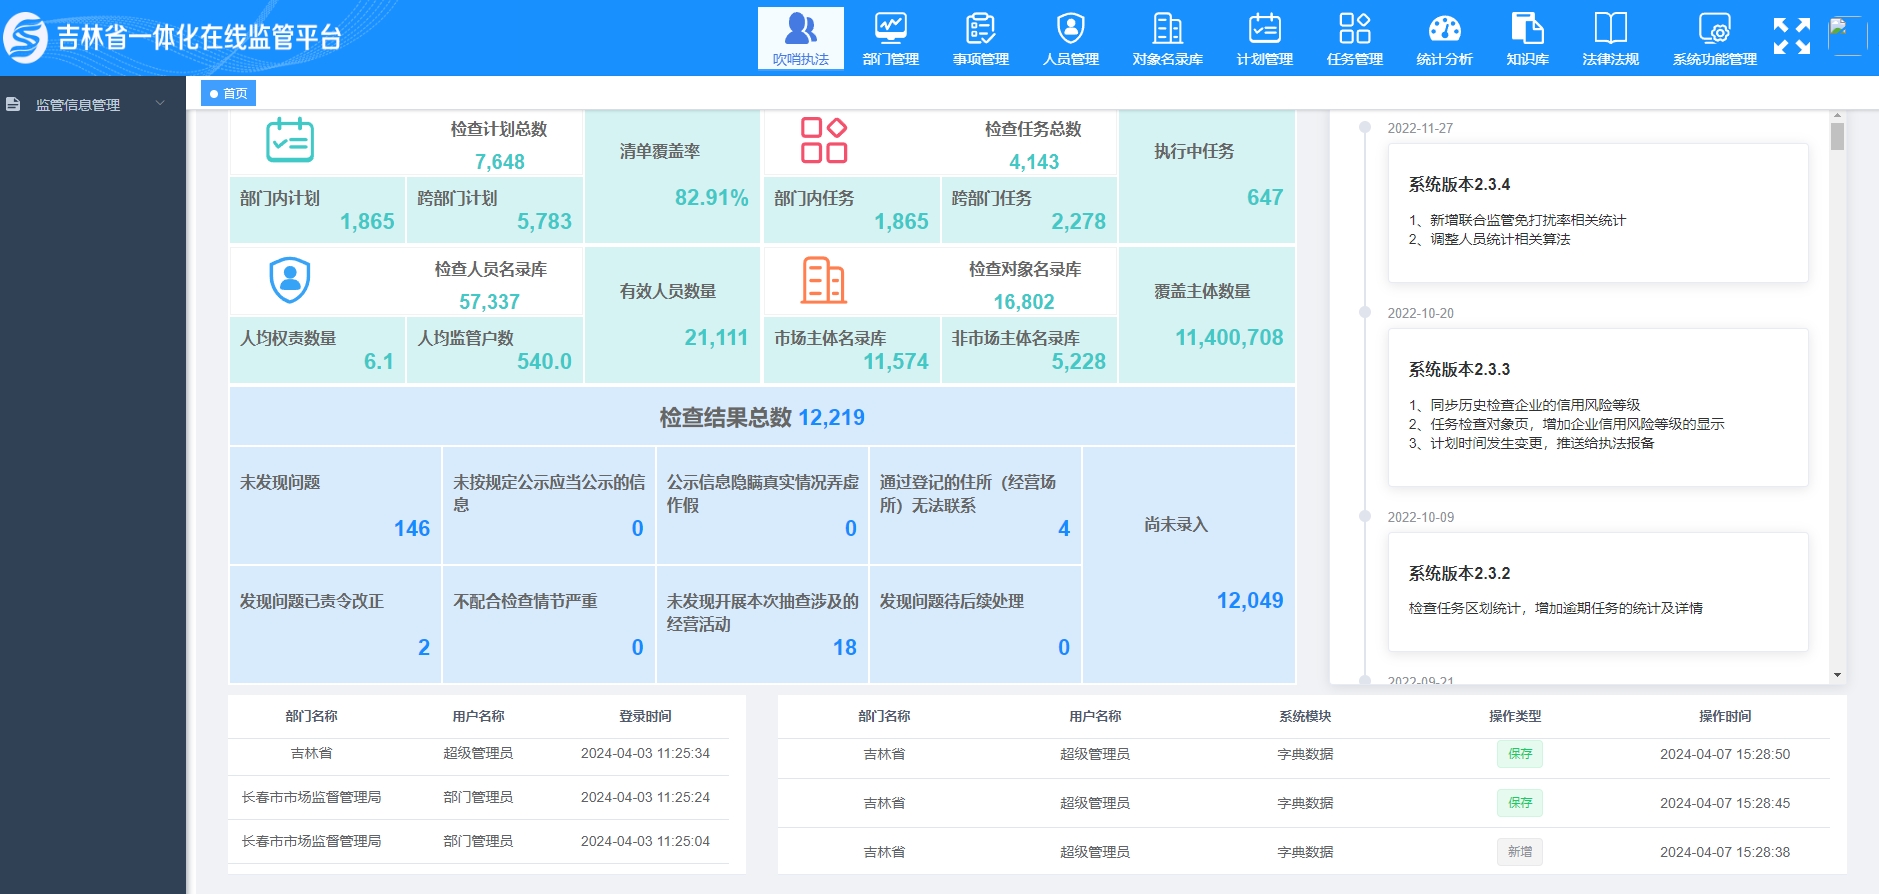 吉林省一体化在线监管平台
吹哨执法
部门管理
事项管理
人员管理
对象名录库
计划管理
任务管理
统计分析
知识库
法律法规
系统功能管理
监管信息管理
首页
检查计划总数
7,648
清单覆盖率
82.91%
部门内计划
1,865
跨部门计划
5,783
检查任务总数
4,143
执行中任务
647
部门内任务
1,865
跨部门任务
2,278
检查人员名录库
57,337
有效人员数量
21,111
人均权责数量
6.1
人均监管户数
540.0
检查对象名录库
16,802
覆盖主体数量
11,400,708
市场主体名录库
11,574
非市场主体名录库
5,228
检查结果总数 12,219
未发现问题
146
未按规定公示应当公示的信
息
0
公示信息隐瞒真实情况弄虚
作假
0
通过登记的住所（经营场
所）无法联系
4
尚未录入
12,049
发现问题已责令改正
2
不配合检查情节严重
0
未发现开展本次抽查涉及的
经营活动
18
发现问题待后续处理
0
2022-11-27
系统版本2.3.4
1、新增联合监管免打扰率相关统计
2、调整人员统计相关算法
2022-10-20
系统版本2.3.3
1、同步历史检查企业的信用风险等级
2、任务检查对象页，增加企业信用风险等级的显示
3、计划时间发生变更，推送给执法报备
2022-10-09
系统版本2.3.2
检查任务区划统计，增加逾期任务的统计及详情
2022-09-21
部门名称 用户名称 登录时间
吉林省 超级管理员 2024-04-03 11:25:34
长春市市场监督管理局 部门管理员 2024-04-03 11:25:24
长春市市场监督管理局 部门管理员 2024-04-03 11:25:04
部门名称 用户名称 系统模块 操作类型 操作时间
吉林省 超级管理员 字典数据 保存 2024-04-07 15:28:50
吉林省 超级管理员 字典数据 保存 2024-04-07 15:28:45
吉林省 超级管理员 字典数据 新增 2024-04-07 15:28:38